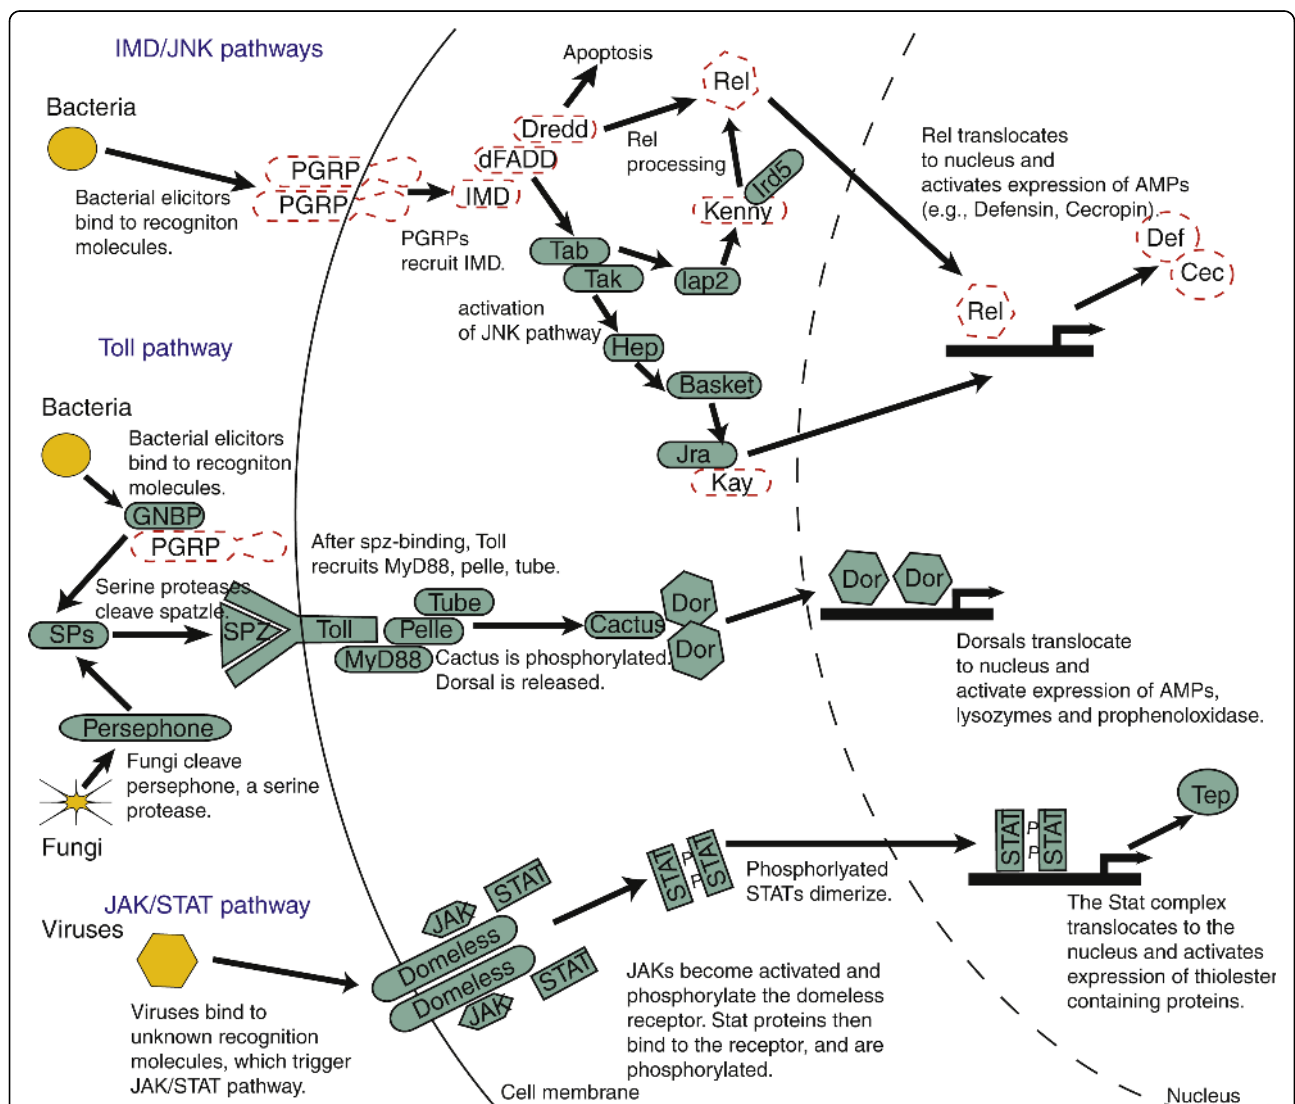 IMD/JNK pathways
Bacteria
Bacterial elicitors
bind to recogniton
molecules.
PGRP
PGRP
PGRPs
recruit IMD.
IMD
dFADD
Dredd
Apoptosis
Rel
processing
Rel
Ird5
Kenny
Tab
Tak
Iap2
activation
of JNK pathway
Hep
Basket
Jra
Kay
Rel translocates
to nucleus and
activates expression of AMPs
(e.g., Defensin, Cecropin).
Def
Cec
Rel
Toll pathway
Bacteria
Bacterial elicitors
bind to recogniton
molecules.
GNBP
PGRP
Serine proteases
cleave spatzle.
SPs
SPZ
Toll
After spz-binding, Toll
recruits MyD88, pelle, tube.
Tube
Pelle
MyD88
Cactus
Dor
Dor
Cactus is phosphorylated.
Dorsal is released.
Dor
Dor
Dorsals translocate
to nucleus and
activate expression of AMPs,
lysozymes and prophenoloxidase.
Persephone
Fungi cleave
persephone, a serine
protease.
Fungi
JAK/STAT pathway
Viruses
Viruses bind to
unknown recognition
molecules, which trigger
JAK/STAT pathway.
JAK
STAT
Domeless
Domeless
JAK
STAT
STAT
P
P
STAT
Phosphorlyated
STATs dimerize.
JAKs become activated and
phosphorylate the domeless
receptor. Stat proteins then
bind to the receptor, and are
phosphorylated.
STAT
P
P
STAT
Tep
The Stat complex
translocates to the
nucleus and activates
expression of thiolester
containing proteins.
Cell membrane
Nucleus